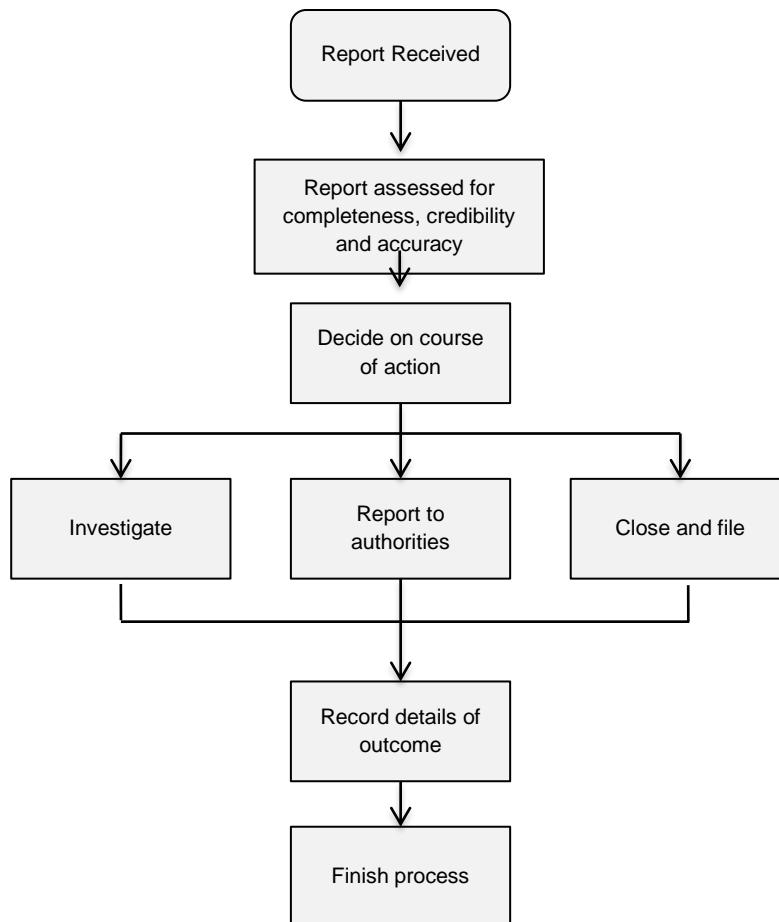 Report Received
Report assessed for
completeness, credibility
and accuracy
Decide on course
of action
Investigate
Report to
authorities
Close and file
Record details of
outcome
Finish process